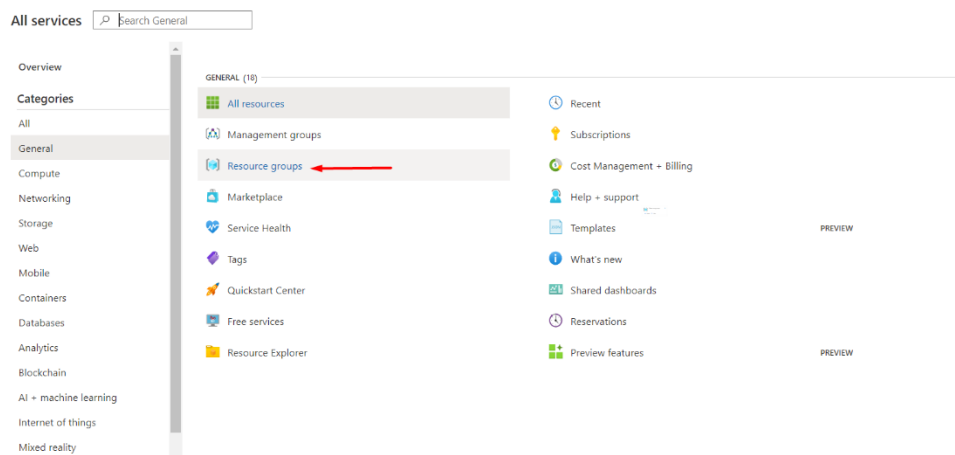 All services
Search General
Overview
Categories
All
General
Compute
Networking
Storage
Web
Mobile
Containers
Databases
Analytics
Blockchain
AI + machine learning
Internet of things
Mixed reality
GENERAL (18)
All resources
Management groups
Resource groups
Marketplace
Service Health
Tags
Quickstart Center
Free services
Resource Explorer
Recent
Subscriptions
Cost Management + Billing
Help + support
Templates PREVIEW
What's new
Shared dashboards
Reservations
Preview features PREVIEW